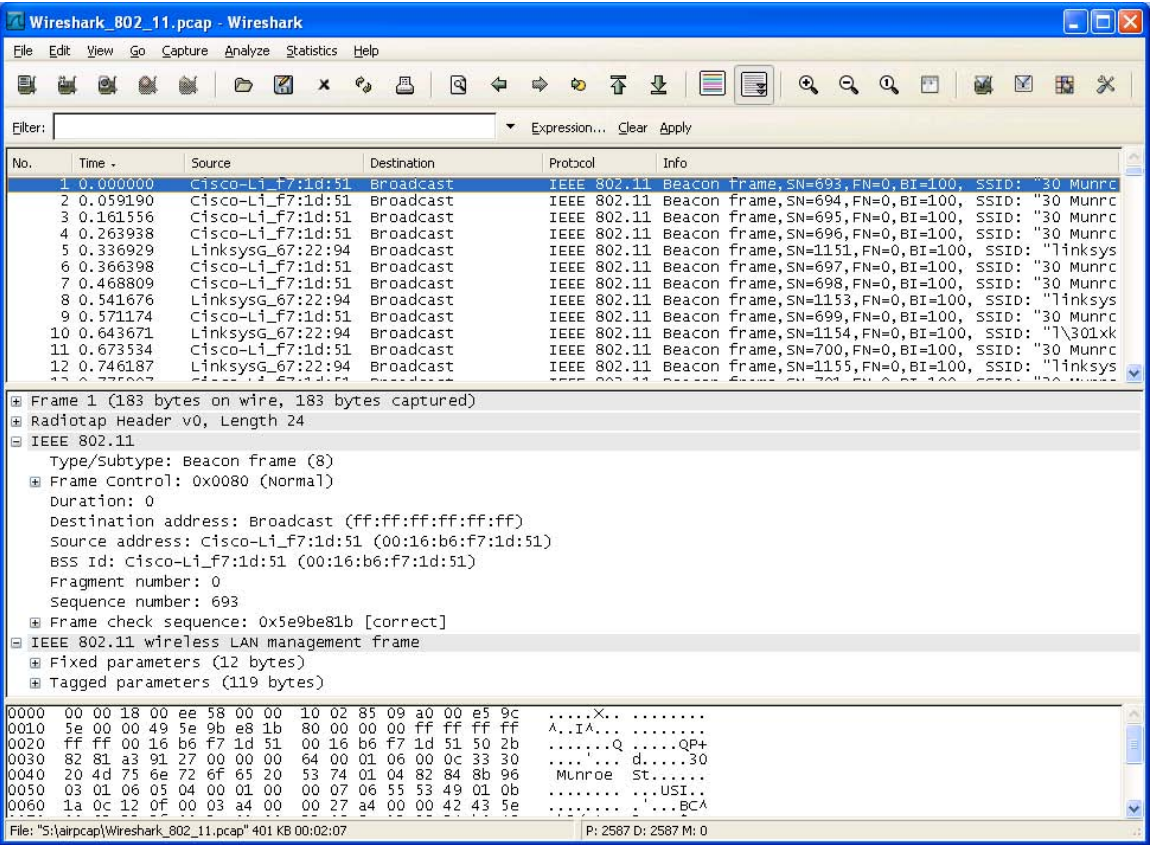 Wireshark_802_11.pcap - Wireshark
File Edit View Go Capture Analyze Statistics Help
Filter: Expression... Clear Apply
No. Time Source Destination Protocol Info
1 0.000000 Cisco-Li_f7:1d:51 Broadcast IEEE 802.11 Beacon frame,SN=693,FN=0,BI=100, SSID: "30 Munrc
2 0.059190 Cisco-Li_f7:1d:51 Broadcast IEEE 802.11 Beacon frame,SN=694,FN=0,BI=100, SSID: "30 Munrc
3 0.161556 Cisco-Li_f7:1d:51 Broadcast IEEE 802.11 Beacon frame,SN=695,FN=0,BI=100, SSID: "30 Munrc
4 0.263938 Cisco-Li_f7:1d:51 Broadcast IEEE 802.11 Beacon frame,SN=696,FN=0,BI=100, SSID: "30 Munrc
5 0.336929 LinksysG_67:22:94 Broadcast IEEE 802.11 Beacon frame,SN=1151,FN=0,BI=100, SSID: "linksys
6 0.366398 Cisco-Li_f7:1d:51 Broadcast IEEE 802.11 Beacon frame,SN=697,FN=0,BI=100, SSID: "30 Munrc
7 0.468809 Cisco-Li_f7:1d:51 Broadcast IEEE 802.11 Beacon frame,SN=698,FN=0,BI=100, SSID: "30 Munrc
8 0.541676 LinksysG_67:22:94 Broadcast IEEE 802.11 Beacon frame,SN=1153,FN=0,BI=100, SSID: "linksys
9 0.571174 Cisco-Li_f7:1d:51 Broadcast IEEE 802.11 Beacon frame,SN=699,FN=0,BI=100, SSID: "30 Munrc
10 0.643671 LinksysG_67:22:94 Broadcast IEEE 802.11 Beacon frame,SN=1154,FN=0,BI=100, SSID: "l\301xk
11 0.673534 Cisco-Li_f7:1d:51 Broadcast IEEE 802.11 Beacon frame,SN=700,FN=0,BI=100, SSID: "30 Munrc
12 0.746187 LinksysG_67:22:94 Broadcast IEEE 802.11 Beacon frame,SN=1155,FN=0,BI=100, SSID: "linksys
Frame 1 (183 bytes on wire, 183 bytes captured)
Radiotap Header v0, Length 24
IEEE 802.11
Type/Subtype: Beacon frame (8)
Frame Control: 0x0080 (Normal)
Duration: 0
Destination address: Broadcast (ff:ff:ff:ff:ff:ff)
Source address: Cisco-Li_f7:1d:51 (00:16:b6:f7:1d:51)
BSS Id: Cisco-Li_f7:1d:51 (00:16:b6:f7:1d:51)
Fragment number: 0
Sequence number: 693
Frame check sequence: 0x5e9be81b [correct]
IEEE 802.11 wireless LAN management frame
Fixed parameters (12 bytes)
Tagged parameters (119 bytes)
0000 00 00 18 00 ee 58 00 00 10 02 85 09 a0 00 e5 9c .....X.. ........
0010 5e 00 00 49 5e 9b e8 1b 80 00 00 00 ff ff ff ff ^..I^... ........
0020 ff ff 00 16 b6 f7 1d 51 00 16 b6 f7 1d 51 50 2b .......Q .....QP+
0030 82 81 a3 91 27 00 00 00 64 00 01 06 00 0c 33 30 ....'... d.....30
0040 20 4d 75 6e 72 6f 65 20 53 74 01 04 82 84 8b 96 Munroe St......
0050 03 01 06 05 04 00 01 00 00 07 06 55 53 49 01 0b ........ ...USI..
0060 1a 0c 12 0f 00 03 a4 00 00 27 a4 00 00 42 43 5e ........ .'...BC^
File: "S:\airpcap\Wireshark_802_11.pcap" 401 KB 00:02:07 P: 2587 D: 2587 M: 0